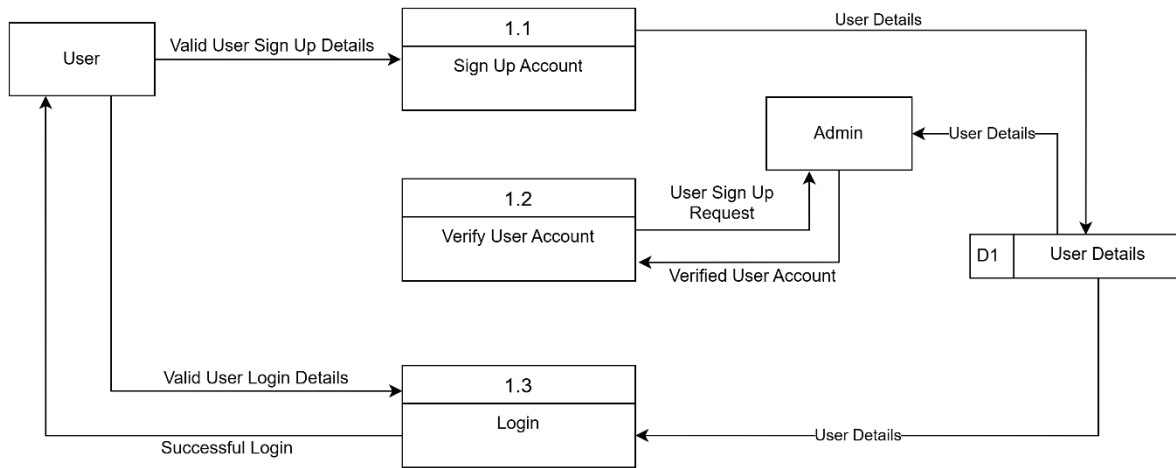 User
Valid User Sign Up Details
1.1
Sign Up Account
User Details
Admin
User Details
1.2
Verify User Account
User Sign Up
Request
Verified User Account
D1
User Details
Valid User Login Details
1.3
Login
Successful Login
User Details